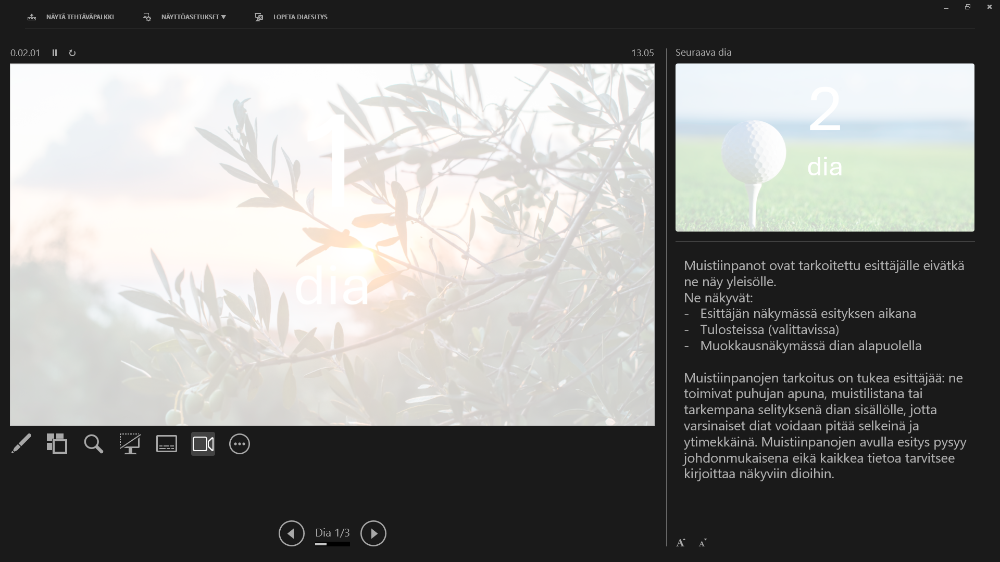 NÄYTÄ TEHTÄVÄPALKKI
NÄYTTÖASETUKSET ▼
LOPETA DIAESITYS
0.02.01
13.05
1
dia
Dia 1/3
Seuraava dia
2
dia
Muistiinpanot ovat tarkoitettu esittäjälle eivätkä
ne näy yleisölle.
Ne näkyvät:
- Esittäjän näkymässä esityksen aikana
- Tulosteissa (valittavissa)
- Muokkausnäkymässä dian alapuolella
Muistiinpanojen tarkoitus on tukea esittäjää: ne
toimivat puhujan apuna, muistilistana tai
tarkempana selityksenä dian sisällölle, jotta
varsinaiset diat voidaan pitää selkeinä ja
ytimekkäinä. Muistiinpanojen avulla esitys pysyy
johdonmukaisena eikä kaikkea tietoa tarvitsee
kirjoittaa näkyviin dioihin.
A A